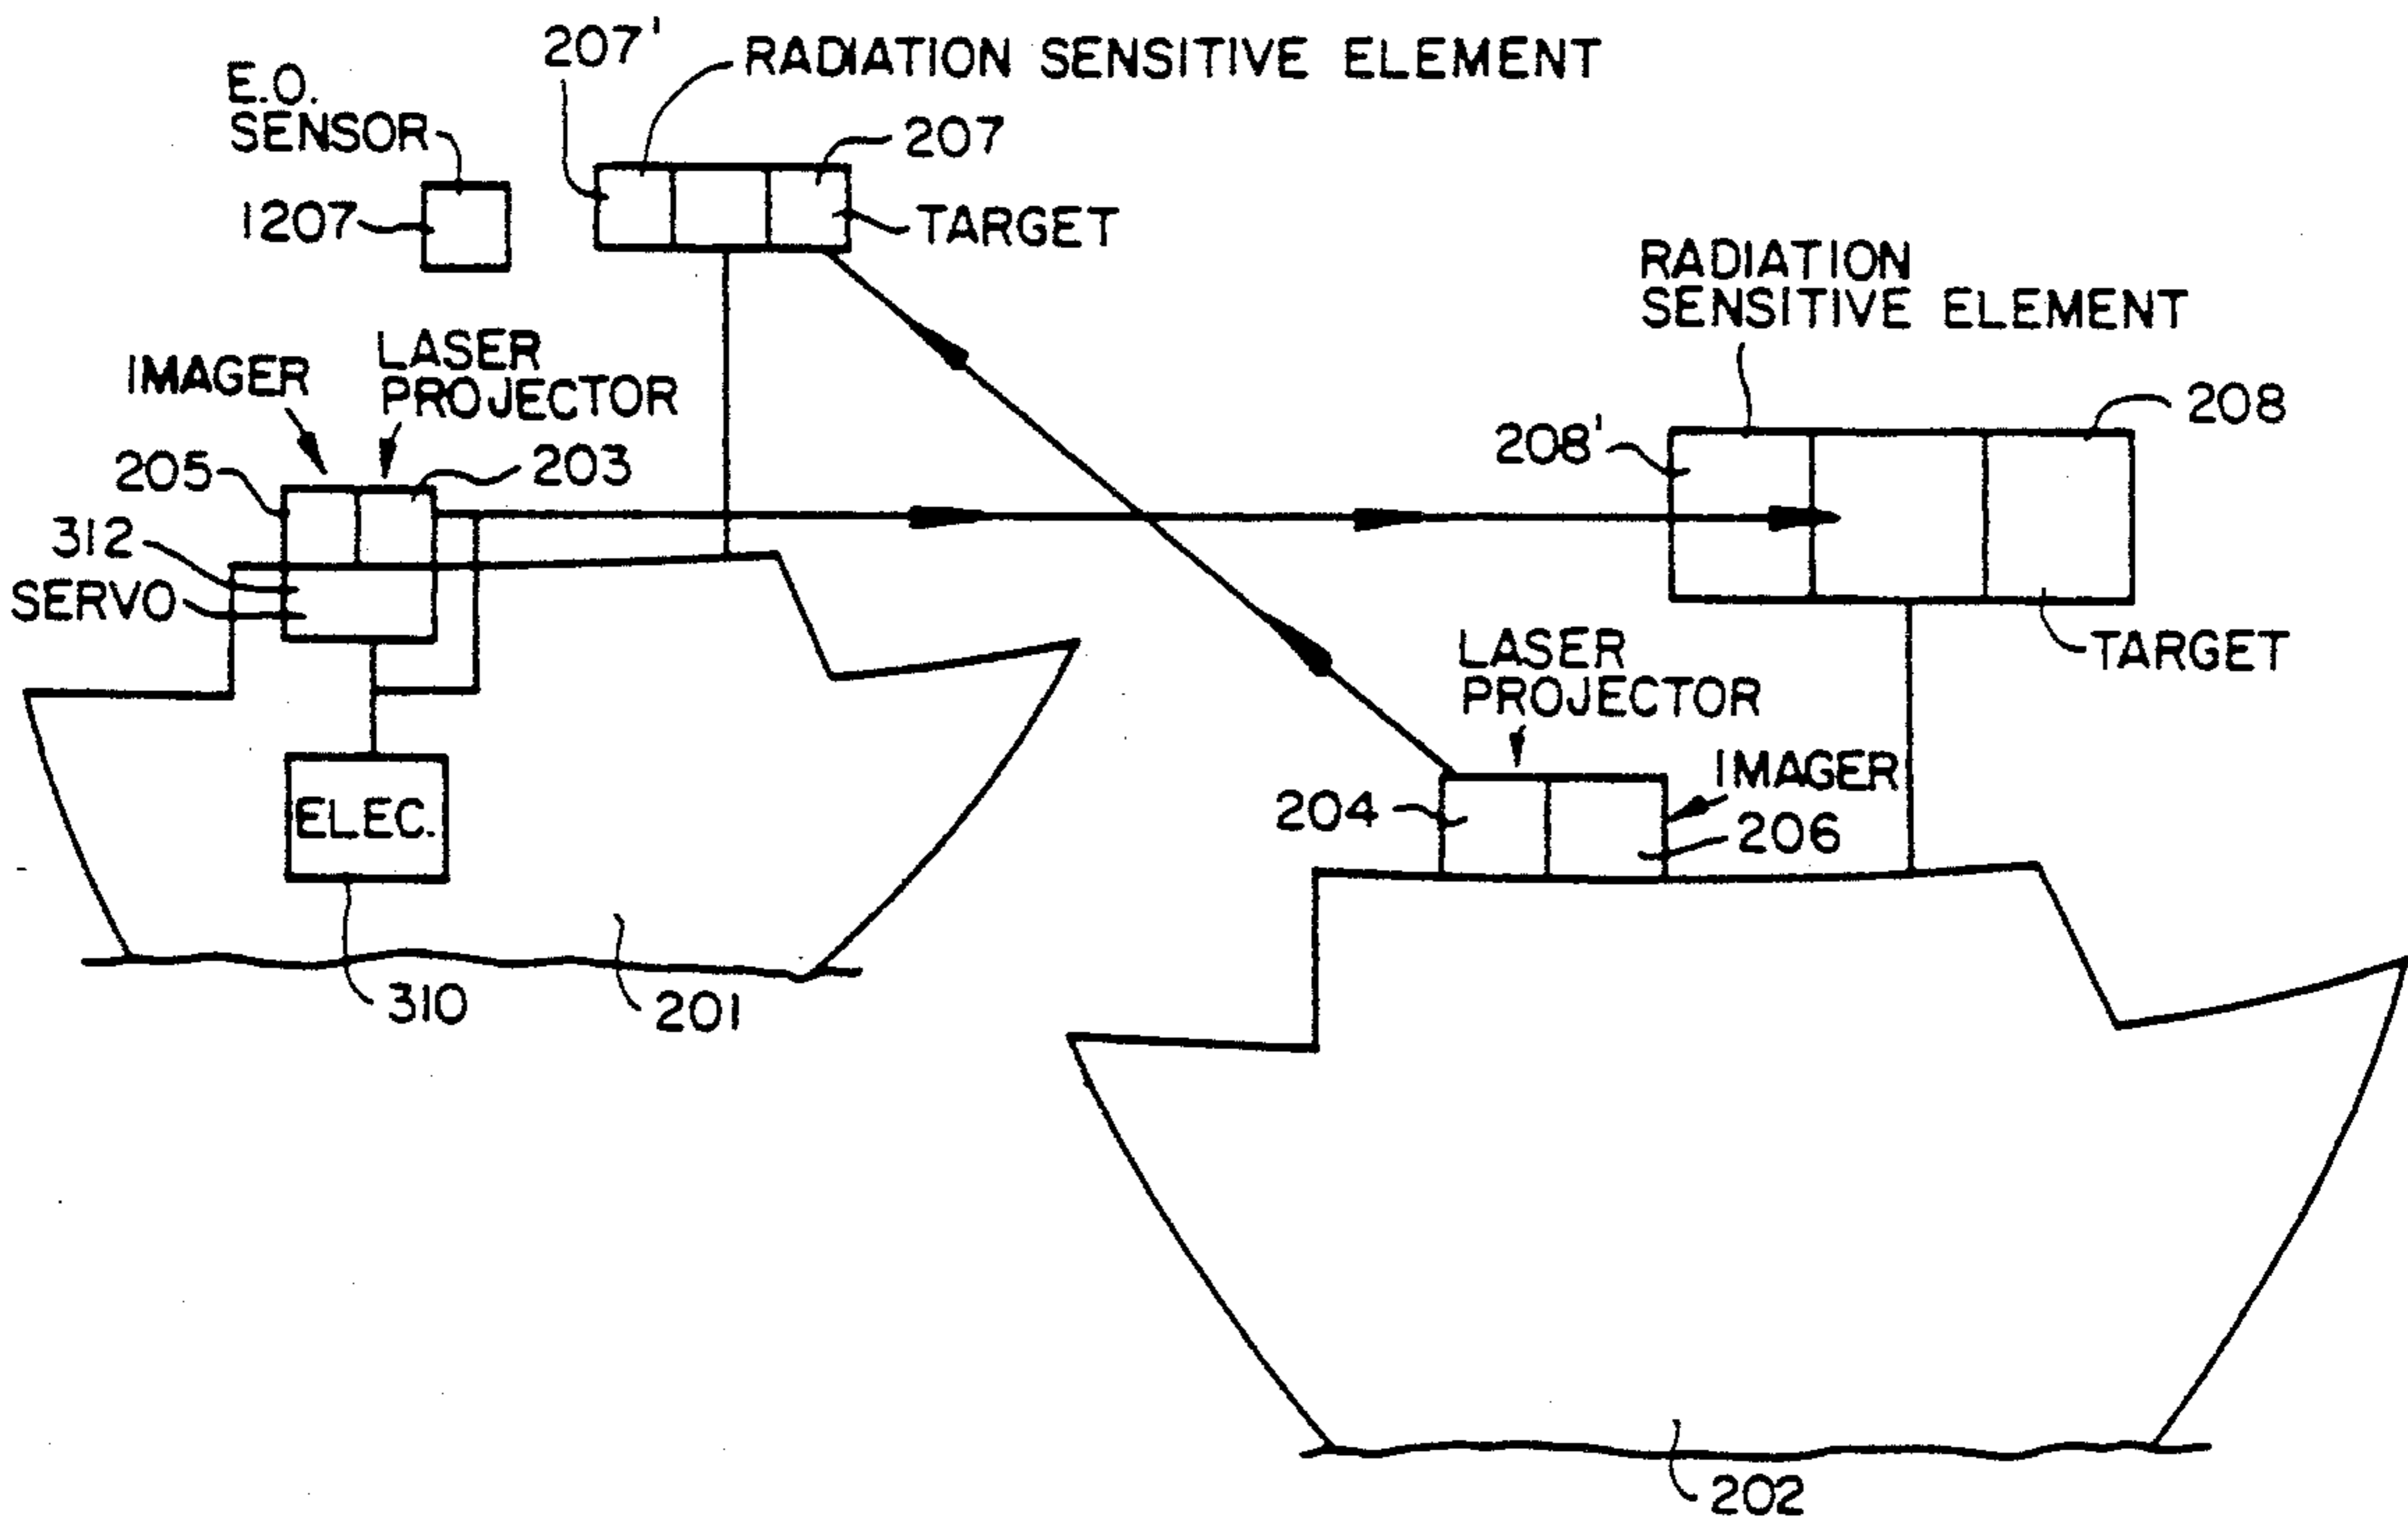 207'
RADIATION SENSITIVE ELEMENT
E.O.
SENSOR
207
1207
TARGET
RADIATION
SENSITIVE ELEMENT
IMAGER
LASER
PROJECTOR
208
208'
205
203
312
SERVO
TARGET
LASER
PROJECTOR
IMAGER
204
206
ELEC.
310
201
202